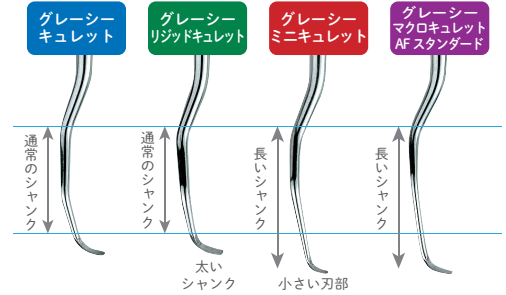 グレーシー
キュレット
グレーシー
リジッドキュレット
グレーシー
ミニキュレット
グレーシー
マクロキュレット
AFスタンダード
通常のシャンク
通常のシャンク
長いシャンク
長いシャンク
太い
シャンク
小さい刃部